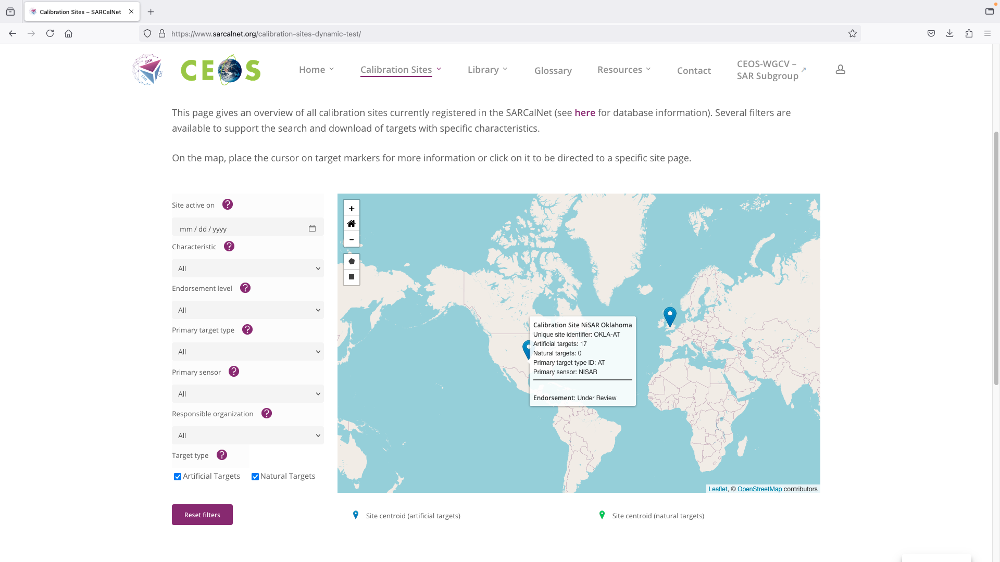 Calibration Sites – SARCalNet
https://www.sarcalnet.org/calibration-sites-dynamic-test/
SAR
Net
Cal
CEOS
Home
Calibration Sites
Library
Glossary
Resources
Contact
CEOS-WGCV –
SAR Subgroup
This page gives an overview of all calibration sites currently registered in the SARCalNet (see here for database information). Several filters are
available to support the search and download of targets with specific characteristics.
On the map, place the cursor on target markers for more information or click on it to be directed to a specific site page.
Site active on ?
mm / dd / yyyy
Characteristic ?
All
Endorsement level ?
All
Primary target type ?
All
Primary sensor ?
All
Responsible organization ?
All
Target type ?
Artificial Targets
Natural Targets
Reset filters
+
−
Calibration Site NiSAR Oklahoma
Unique site identifier: OKLA-AT
Artificial targets: 17
Natural targets: 0
Primary target type ID: AT
Primary sensor: NISAR
Endorsement: Under Review
Leaflet, © OpenStreetMap contributors
Site centroid (artificial targets)
Site centroid (natural targets)